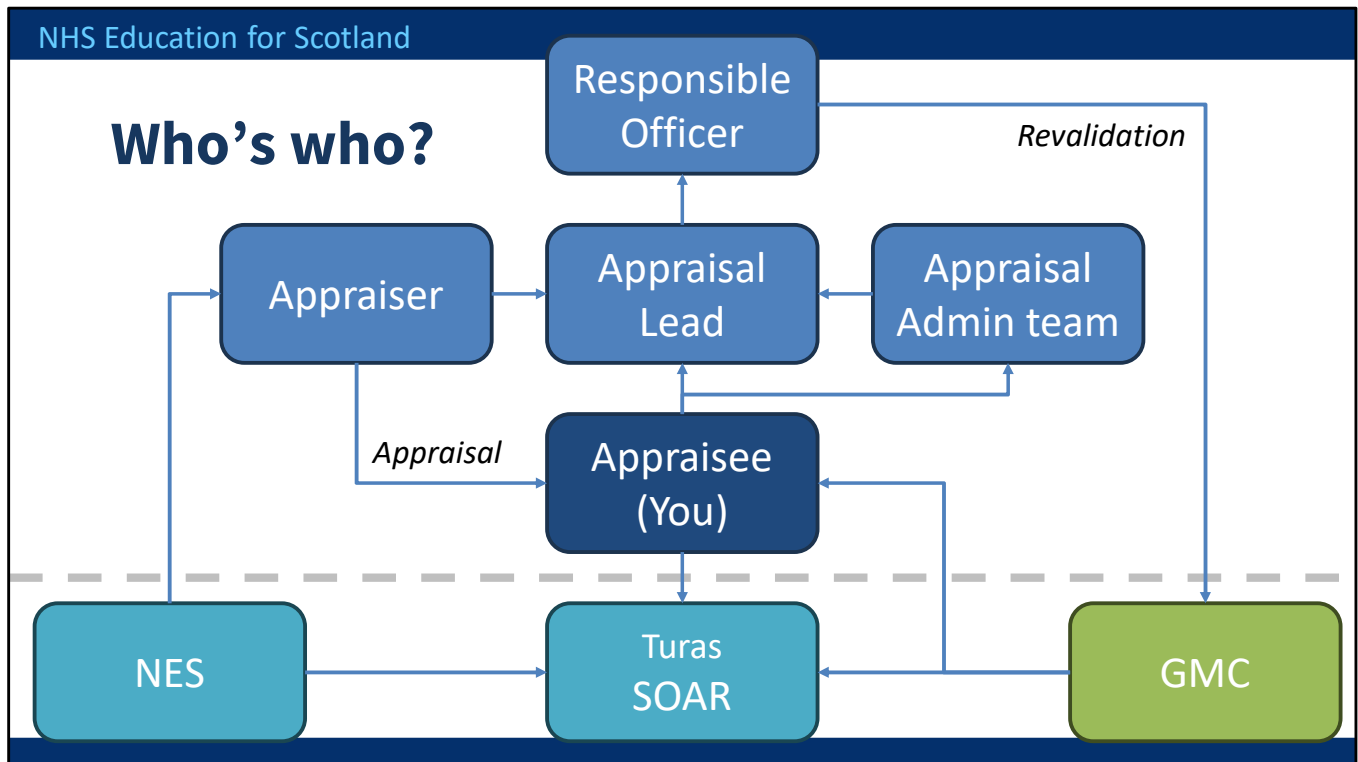 NHS Education for Scotland
Who’s who?
Responsible
Officer
Revalidation
Appraiser
Appraisal
Lead
Appraisal
Admin team
Appraisal
Appraisee
(You)
NES
Turas
SOAR
GMC